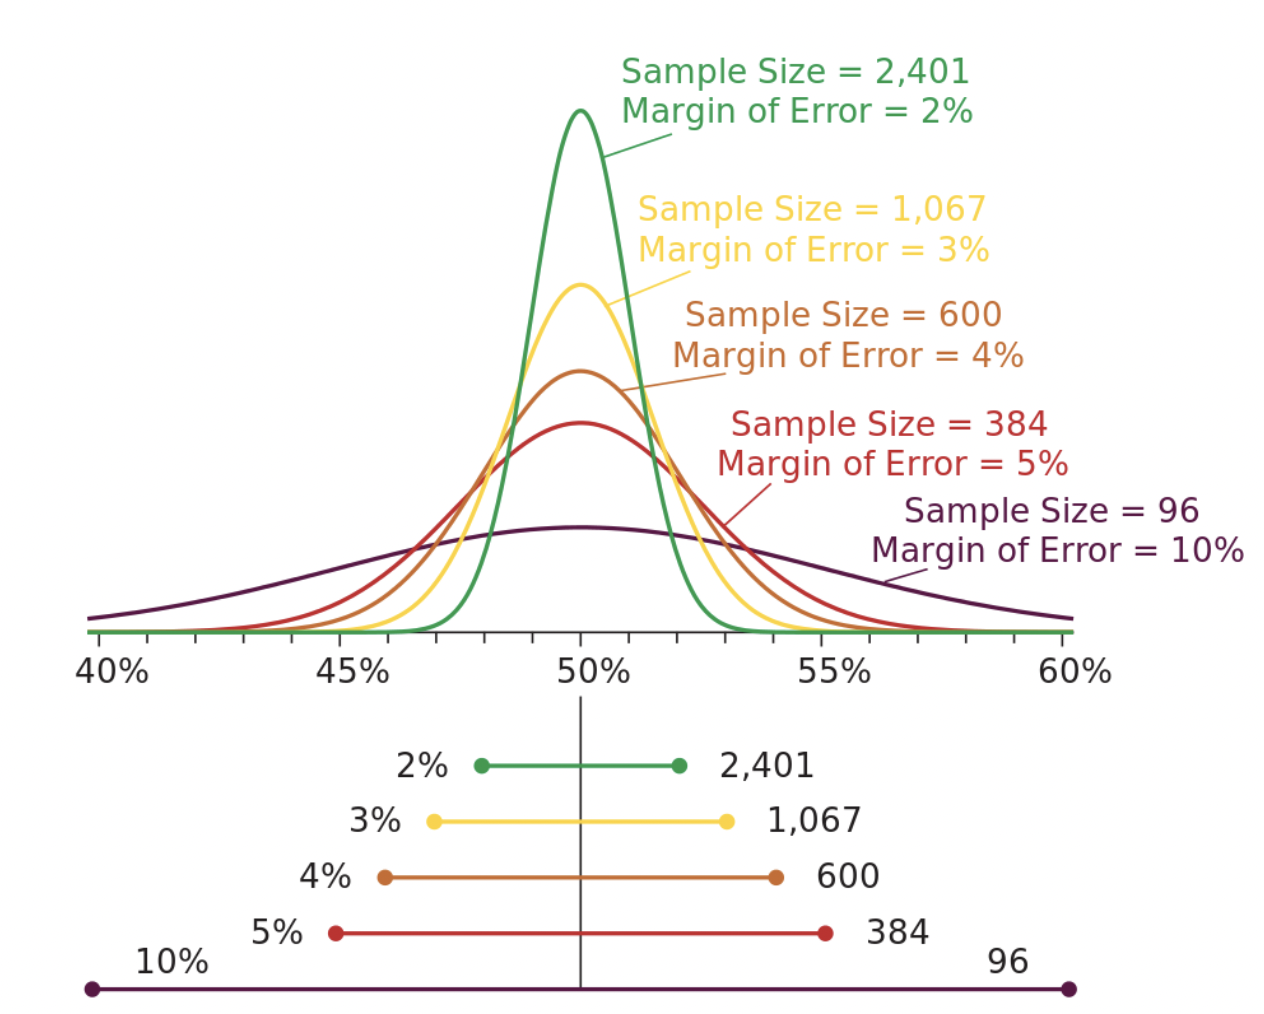 Sample Size = 2,401
Margin of Error = 2%
Sample Size = 1,067
Margin of Error = 3%
Sample Size = 600
Margin of Error = 4%
Sample Size = 384
Margin of Error = 5%
Sample Size = 96
Margin of Error = 10%
40% 45% 50% 55% 60%
2% 2,401
3% 1,067
4% 600
5% 384
10% 96